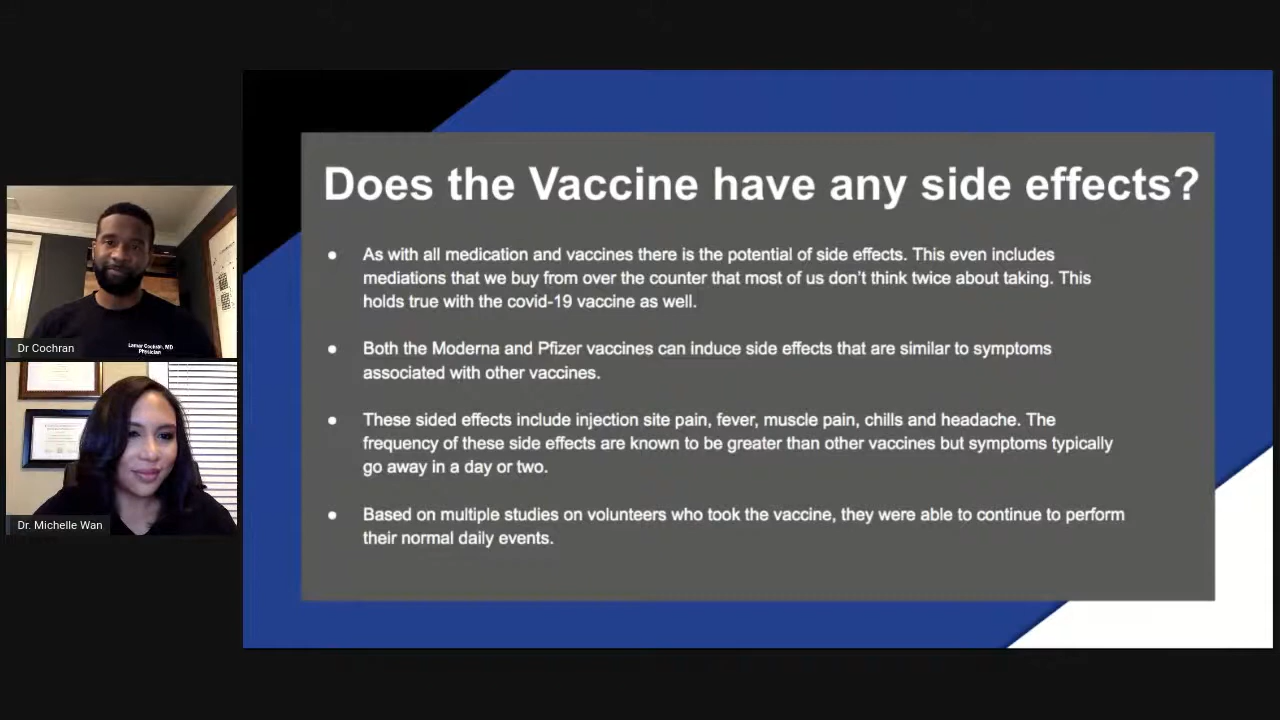 Does the Vaccine have any side effects?
● As with all medication and vaccines there is the potential of side effects. This even includes
mediations that we buy from over the counter that most of us don't think twice about taking. This
holds true with the covid-19 vaccine as well.
● Both the Moderna and Pfizer vaccines can induce side effects that are similar to symptoms
associated with other vaccines.
● These sided effects include injection site pain, fever, muscle pain, chills and headache. The
frequency of these side effects are known to be greater than other vaccines but symptoms typically
go away in a day or two.
● Based on multiple studies on volunteers who took the vaccine, they were able to continue to perform
their normal daily events.
Dr Cochran
Lamar Cochran, MD
Physician
Dr. Michelle Wan